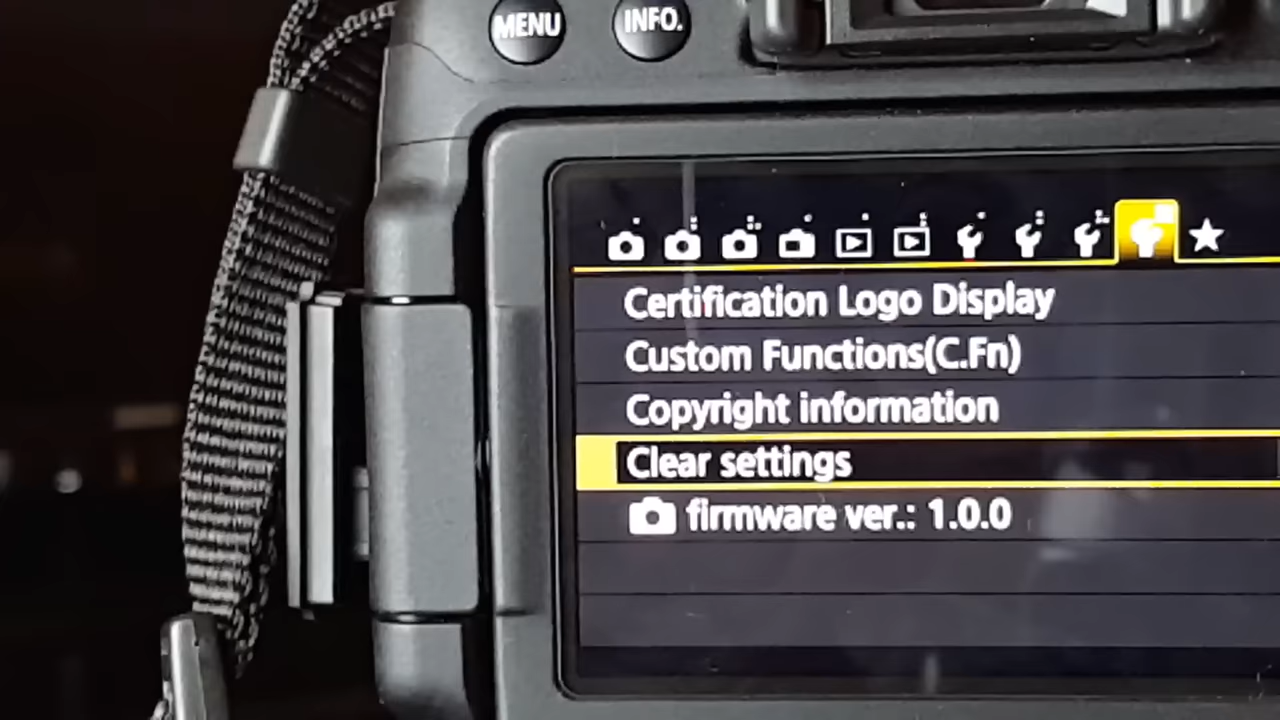 MENU INFO.
Certification Logo Display
Custom Functions(C.Fn)
Copyright information
Clear settings
firmware ver.: 1.0.0